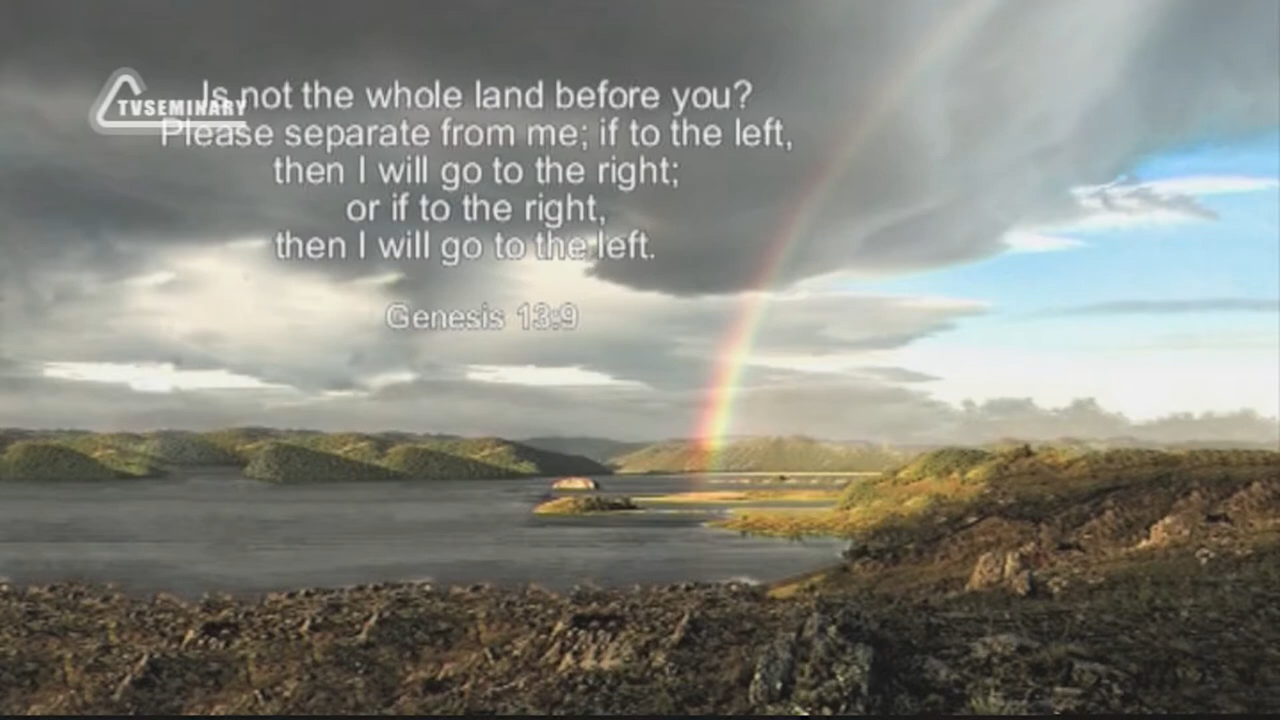 TVSEMINARY
Is not the whole land before you?
Please separate from me; if to the left,
then I will go to the right;
or if to the right,
then I will go to the left.
Genesis 13:9